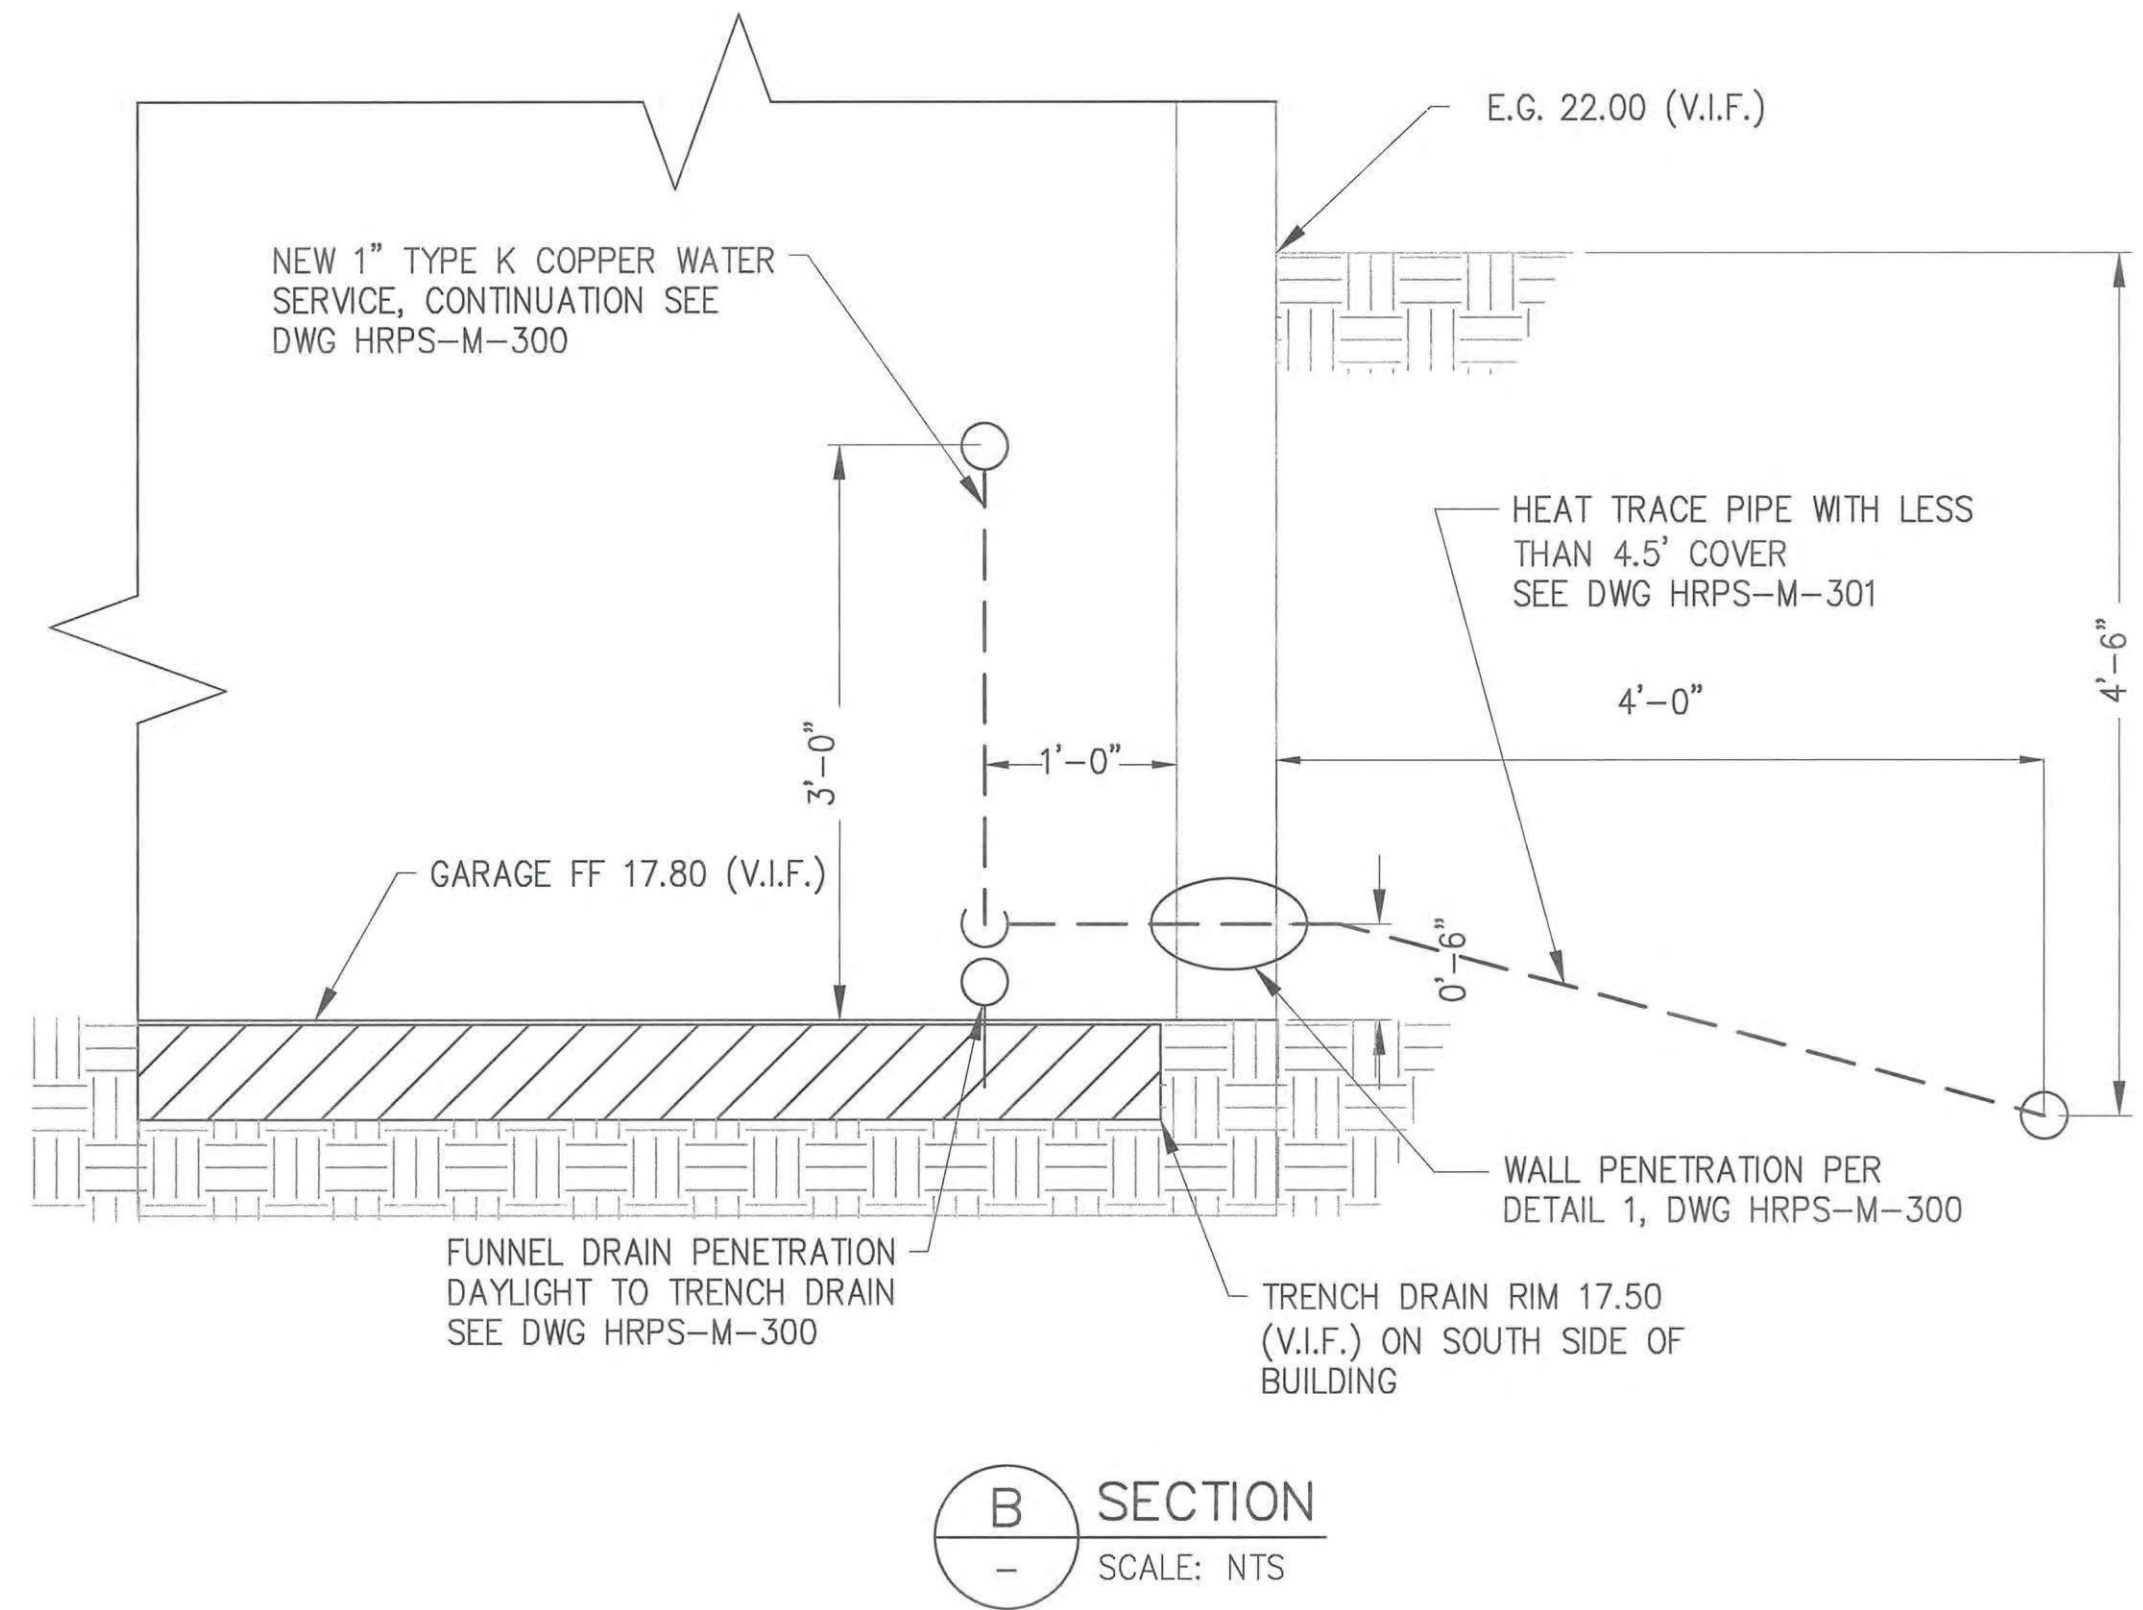 E.G. 22.00 (V.I.F.)
NEW 1" TYPE K COPPER WATER
SERVICE, CONTINUATION SEE
DWG HRPS-M-300
HEAT TRACE PIPE WITH LESS
THAN 4.5' COVER
SEE DWG HRPS-M-301
4'-6"
4'-0"
3'-0"
1'-0"
GARAGE FF 17.80 (V.I.F.)
0'-6"
WALL PENETRATION PER
DETAIL 1, DWG HRPS-M-300
FUNNEL DRAIN PENETRATION
DAYLIGHT TO TRENCH DRAIN
SEE DWG HRPS-M-300
TRENCH DRAIN RIM 17.50
(V.I.F.) ON SOUTH SIDE OF
BUILDING
B
-
SECTION
SCALE: NTS